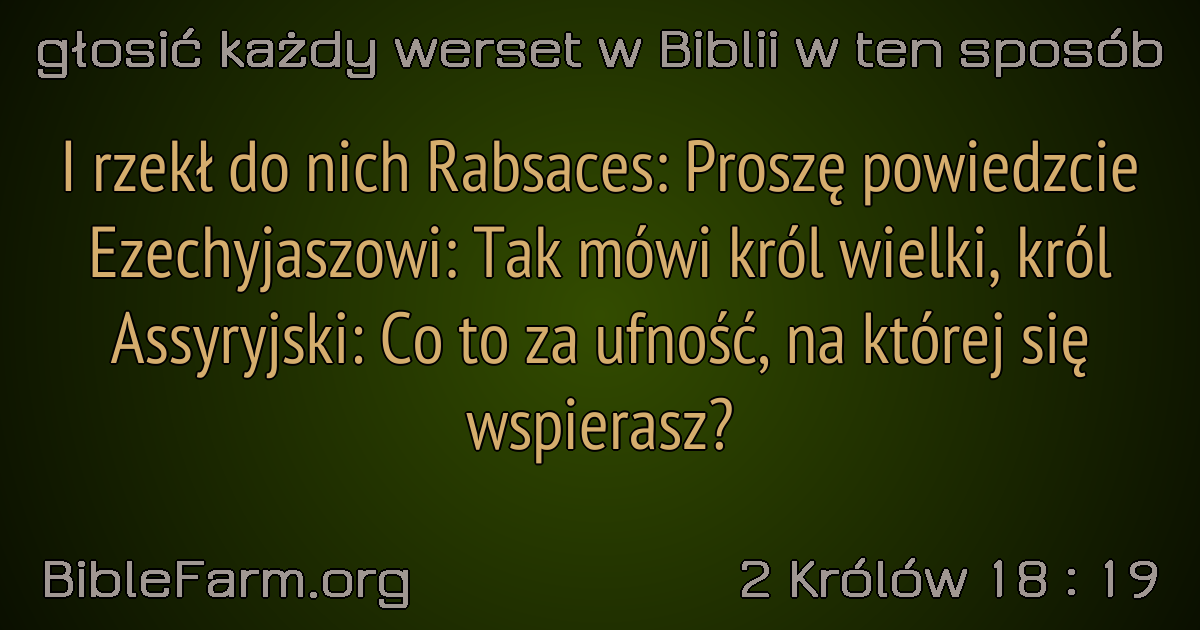 głosić każdy werset w Biblii w ten sposób
I rzekł do nich Rabsaces: Proszę powiedzcie
Ezechyjaszowi: Tak mówi król wielki, król
Assyryjski: Co to za ufność, na której się
wspierasz?
BibleFarm.org
2 Królów 18 : 19